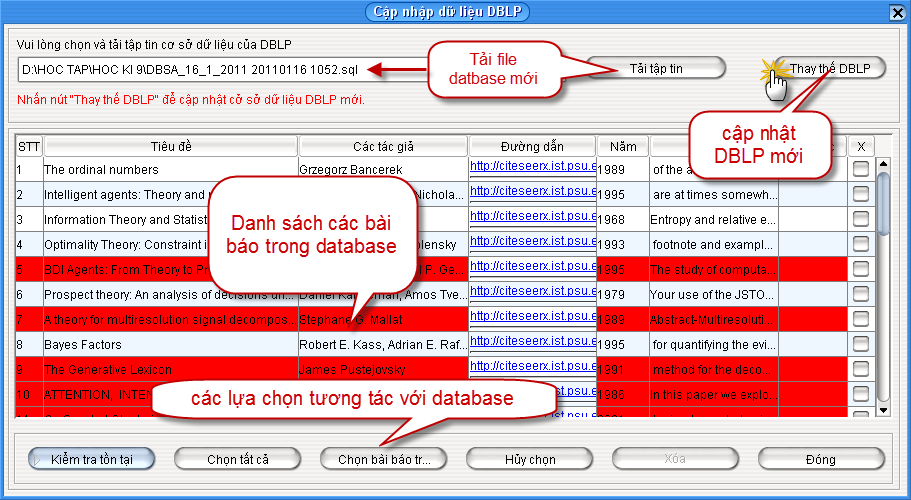 Cập nhập dữ liệu DBLP
Vui lòng chọn và tải tập tin cơ sở dữ liệu của DBLP
D:\HOC TAP\HOC KI 9\DBSA_16_1_2011 20110116 1052.sql
Tải file
datbase mới
Tải tập tin
Thay thế DBLP
Nhấn nút "Thay thế DBLP" để cập nhật cở sở dữ liệu DBLP mới.
cập nhật
DBLP mới
STT Tiêu đề Các tác giả Đường dẫn Năm X
1 The ordinal numbers Grzegorz Bancerek http://citeseerx.ist.psu.e 1989 of the a
2 Intelligent agents: Theory and Nichola... http://citeseerx.ist.psu.e 1995 are at times somewh...
3 Information Theory and Statist http://citeseerx.ist.psu.e 1968 Entropy and relative e...
4 Optimality Theory: Constraint i olensky http://citeseerx.ist.psu.e 1993 footnote and exampl...
5 BDI Agents: From Theory to Pr P. Ge... http://citeseerx.ist.psu.e 1995 The study of computa...
6 Prospect theory: An analysis of decisions un... Daniel Kahneman, Amos Tve... http://citeseerx.ist.psu.e 1979 Your use of the JSTO...
7 A theory for multiresolution signal decompos... Stephane G. Mallat http://citeseerx.ist.psu.e 1989 Abstract-Multiresoluti...
8 Bayes Factors Robert E. Kass, Adrian E. Raf... http://citeseerx.ist.psu.e 1995 for quantifying the evi...
9 The Generative Lexicon James Pustejovsky http://citeseerx.ist.psu.e 1991 method for the deco...
10 ATTENTION, INTEN http://citeseerx.ist.psu.e 1986 In this paper we explo...
Danh sách các bài
báo trong database
các lựa chọn tương tác với database
Kiểm tra tồn tại
Chọn tất cả
Chọn bài báo tr...
Hủy chọn
Xóa
Đóng